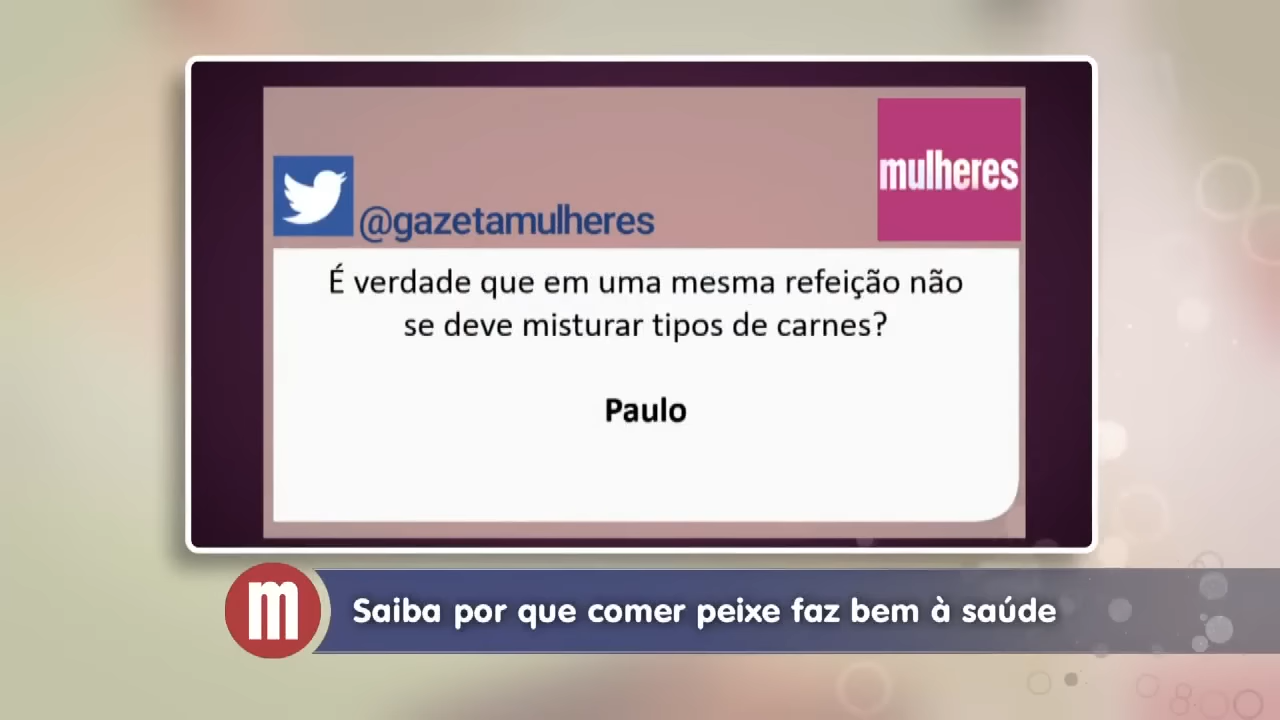 mulheres
@gazetamulheres
É verdade que em uma mesma refeição não
se deve misturar tipos de carnes?
Paulo
m Saiba por que comer peixe faz bem à saúde